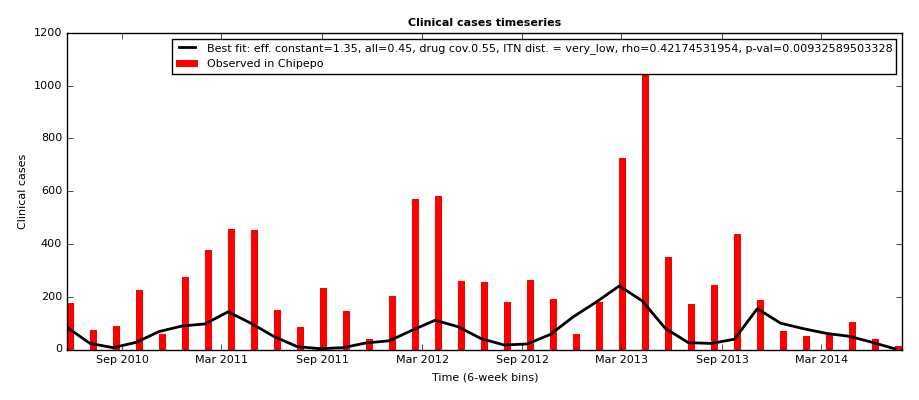 Clinical cases timeseries
Best fit: eff. constant=1.35, all=0.45, drug cov.0.55, ITN dist. = very_low, rho=0.42174531954, p-val=0.00932589503328
Observed in Chipepo
1200
1000
800
600
400
200
0
Clinical cases
Sep 2010 Mar 2011 Sep 2011 Mar 2012 Sep 2012 Mar 2013 Sep 2013 Mar 2014
Time (6-week bins)